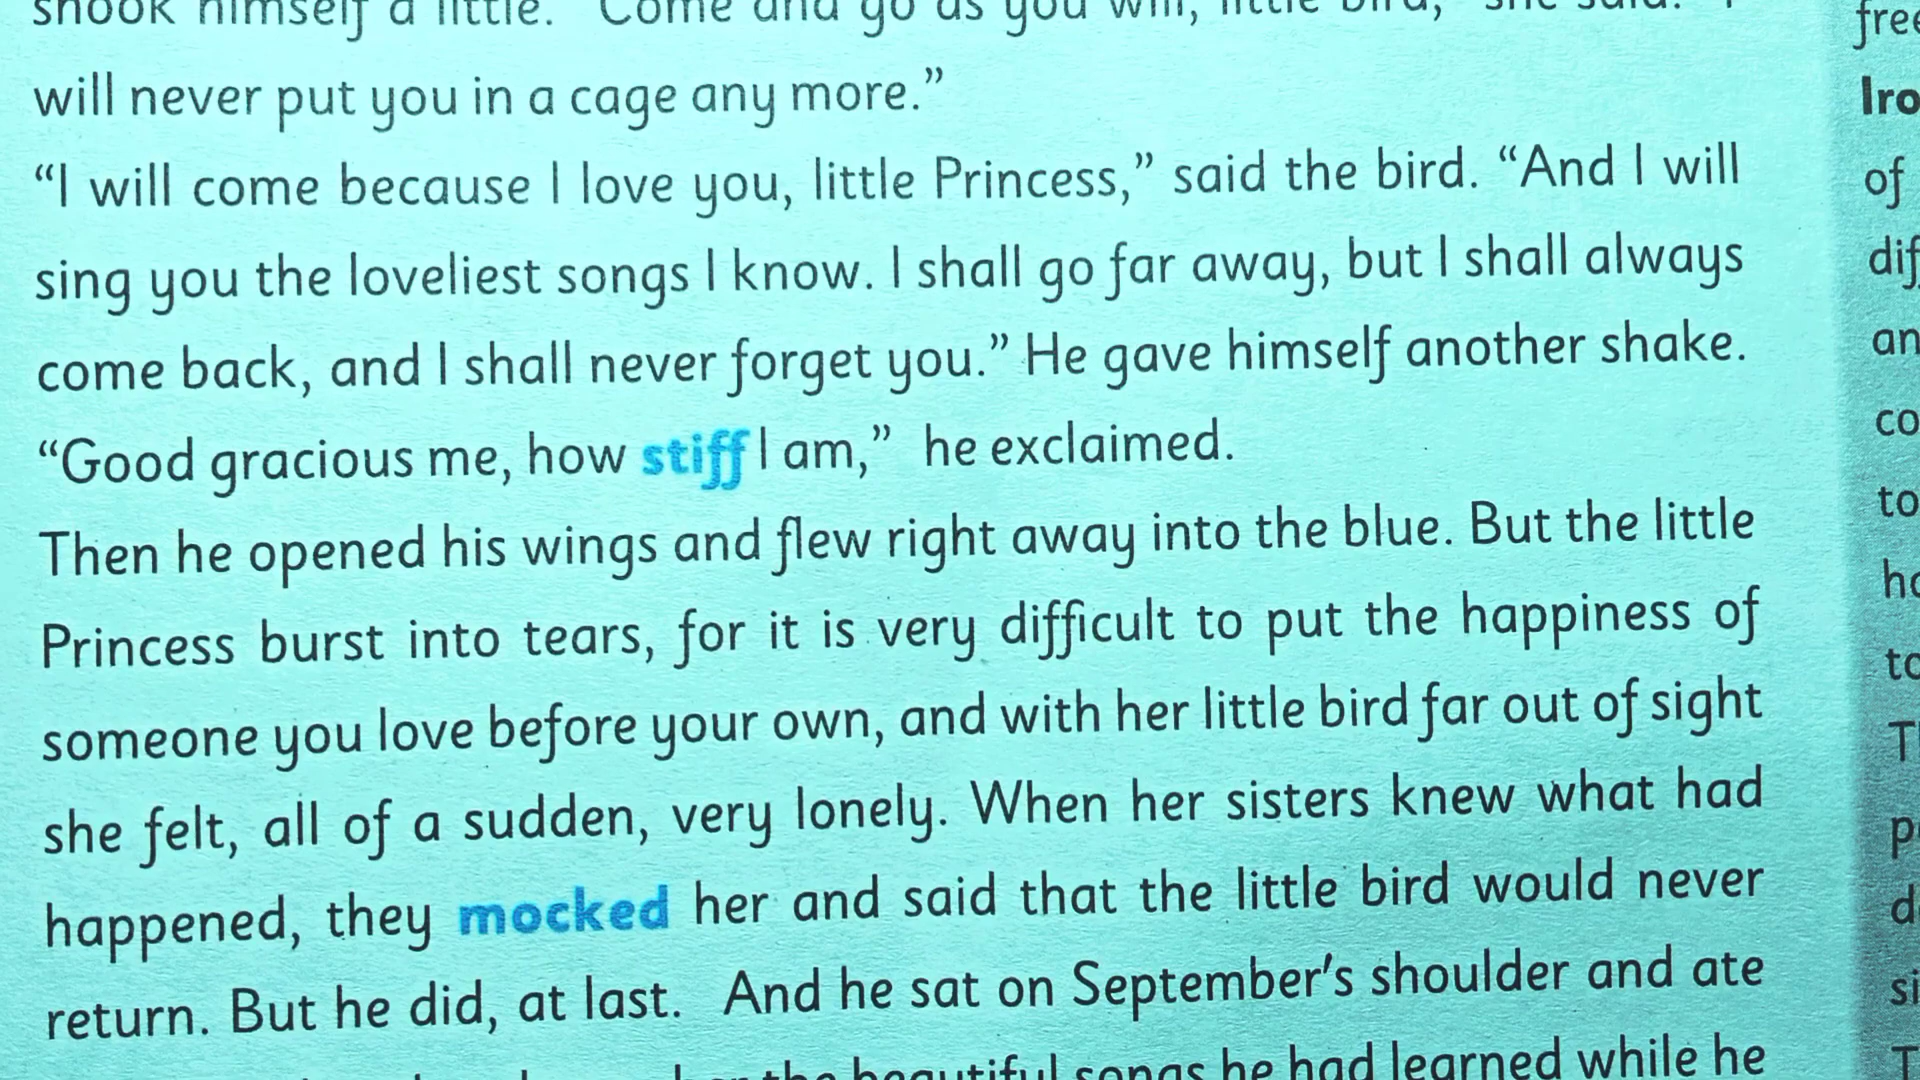 shook himself a little. "Come and go as you will, little bird," she said. "I
will never put you in a cage any more."
“I will come because I love you, little Princess,” said the bird. “And I will
sing you the loveliest songs I know. I shall go far away, but I shall always
come back, and I shall never forget you.” He gave himself another shake.
“Good gracious me, how stiff I am,” he exclaimed.
Then he opened his wings and flew right away into the blue. But the little
Princess burst into tears, for it is very difficult to put the happiness of
someone you love before your own, and with her little bird far out of sight
she felt, all of a sudden, very lonely. When her sisters knew what had
happened, they mocked her and said that the little bird would never
return. But he did, at last. And he sat on September's shoulder and ate
the beautiful songs he had learned while he
Iro
of
dif
an
co
to